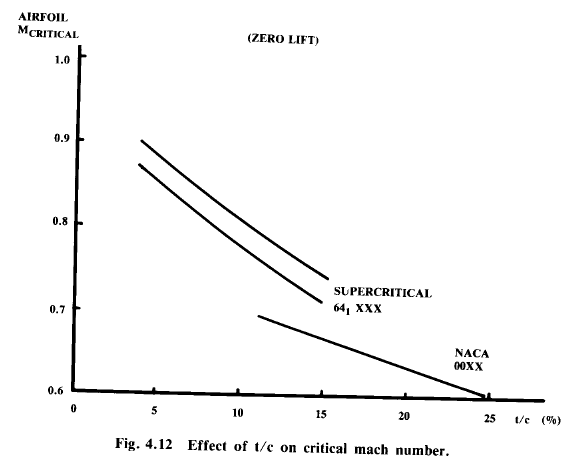 AIRFOIL
MCRITICAL
(ZERO LIFT)
1.0
0.9
0.8
0.7
0.6
SUPERCRITICAL
64₁ XXX
NACA
00XX
0
5
10
15
20
25
t/c (%)
Fig. 4.12 Effect of t/c on critical mach number.